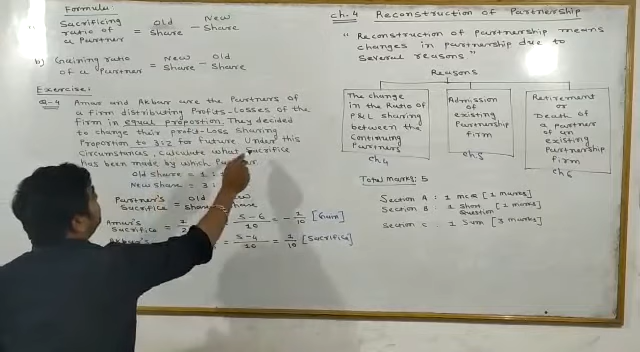 Formula
Sacrificing ratio of a Partner = Old Share − New Share
b) Gaining ratio of a Partner = New Share − Old Share
Exercise:
Q-4 Amar and Akbar are the Partners of
a firm distributing Profits-Losses of the
firm in equal Proportion. They decided
to change their profit-Loss Sharing
Proportion to 3:2 for future Under this
Circumstances, Calculate what Sacrifice
has been made by which
Old Share = 1 :
New Share = 3 :
Partner's Sacrifice = Old Share
Amar's Sacrifice = 1/2 = 5-6/10 = -1/10 [Gain]
= 5-4/10 = 1/10 [Sacrifice]
ch.4 Reconstruction of Partnership
" Reconstruction of partnership means
changes in partnership due to
several reasons.
Reasons
The change
in the Ratio of
P&L sharing
between the
Continuing
Partners
ch.4
Admission
of
existing
Partnership
firm
ch.5
Retirement
or
Death of
a partner
of an
existing
Partnership
firm
ch 6
Total marks: 5
Section A : 1 mcq [1 marks]
Section B : 1 Short Question [1 marks]
Section C : 1 Sum [3 marks]